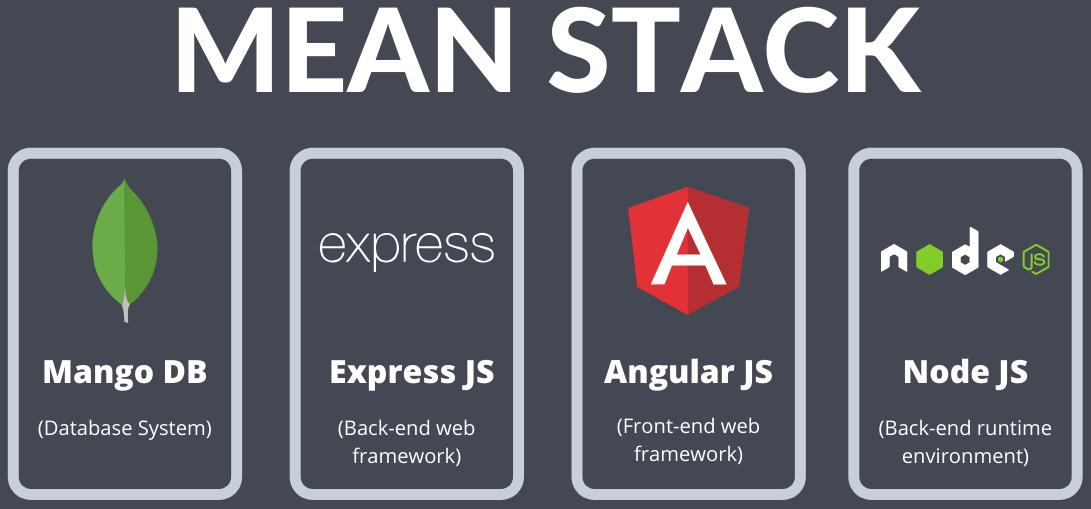 MEAN STACK
express
node JS
Mango DB
(Database System)
Express JS
(Back-end web
framework)
Angular JS
(Front-end web
framework)
Node JS
(Back-end runtime
environment)